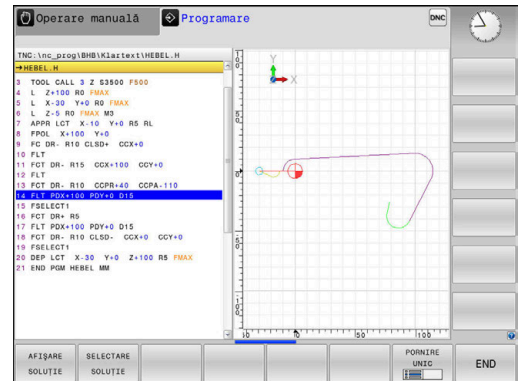 Operare manuală
Programare
DNC
TNC:\nc_prog\BHB\Klartext\HEBEL.H
→HEBEL.H
3 TOOL CALL 3 Z S3500 F500
4 L Z+100 R0 FMAX
5 L X-30 Y+0 R0 FMAX
6 L Z-5 R0 FMAX M3
7 APPR LCT X-10 Y+0 R5 RL
8 FPOL X+100 Y+0
9 FC DR- R10 CLSD+ CCX+0
10 FLT
11 FCT DR- R15 CCX+100 CCY+0
12 FLT
13 FCT DR- R10 CCPR+40 CCPA-110
14 FLT PDX+100 PDY+0 D15
15 FSELECT1
16 FCT DR+ R5
17 FLT PDX+100 PDY+0 D15
18 FCT DR- R10 CLSD- CCX+0 CCY+0
19 FSELECT1
20 DEP LCT X-30 Y+0 Z+100 R5 FMAX
21 END PGM HEBEL MM
Y
X
0
50
100
AFIŞARE
SOLUŢIE
SELECTARE
SOLUŢIE
PORNIRE
UNIC
END